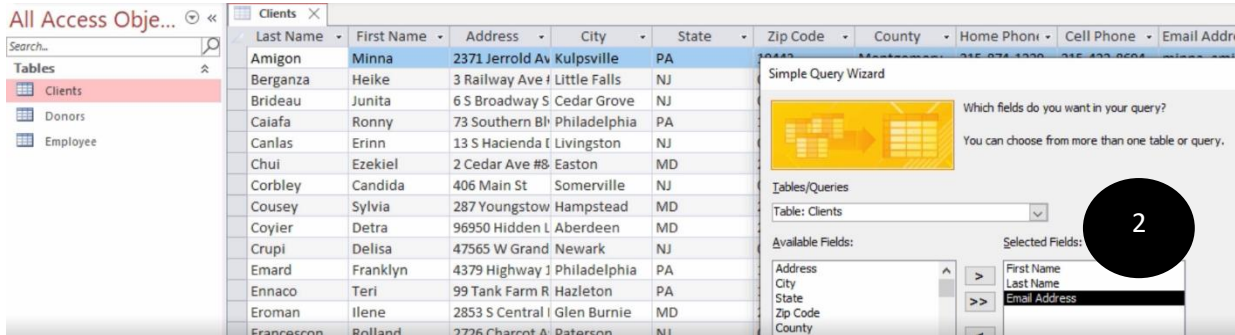 All Access Obje...
Search...
Tables
Clients
Donors
Employee
Clients
Last Name First Name Address City State Zip Code County Home Phone Cell Phone Email Addre
Amigon Minna 2371 Jerrold Av Kulpsville PA
Berganza Heike 3 Railway Ave # Little Falls NJ
Brideau Junita 6 S Broadway S Cedar Grove NJ
Caiafa Ronny 73 Southern Blv Philadelphia PA
Canlas Erinn 13 S Hacienda D Livingston NJ
Chui Ezekiel 2 Cedar Ave #8 Easton MD
Corbley Candida 406 Main St Somerville NJ
Cousey Sylvia 287 Youngstow Hampstead MD
Coyier Detra 96950 Hidden L Aberdeen MD
Crupi Delisa 47565 W Grand Newark NJ
Emard Franklyn 4379 Highway 1 Philadelphia PA
Ennaco Teri 99 Tank Farm R Hazleton PA
Eroman Ilene 2853 S Central Glen Burnie MD
Francescon Rolland 2726 Charcot A Paterson NJ
Simple Query Wizard
Which fields do you want in your query?
You can choose from more than one table or query.
Tables/Queries
Table: Clients
2
Available Fields:
Selected Fields:
Address
City
State
Zip Code
County
>
>>
First Name
Last Name
Email Address